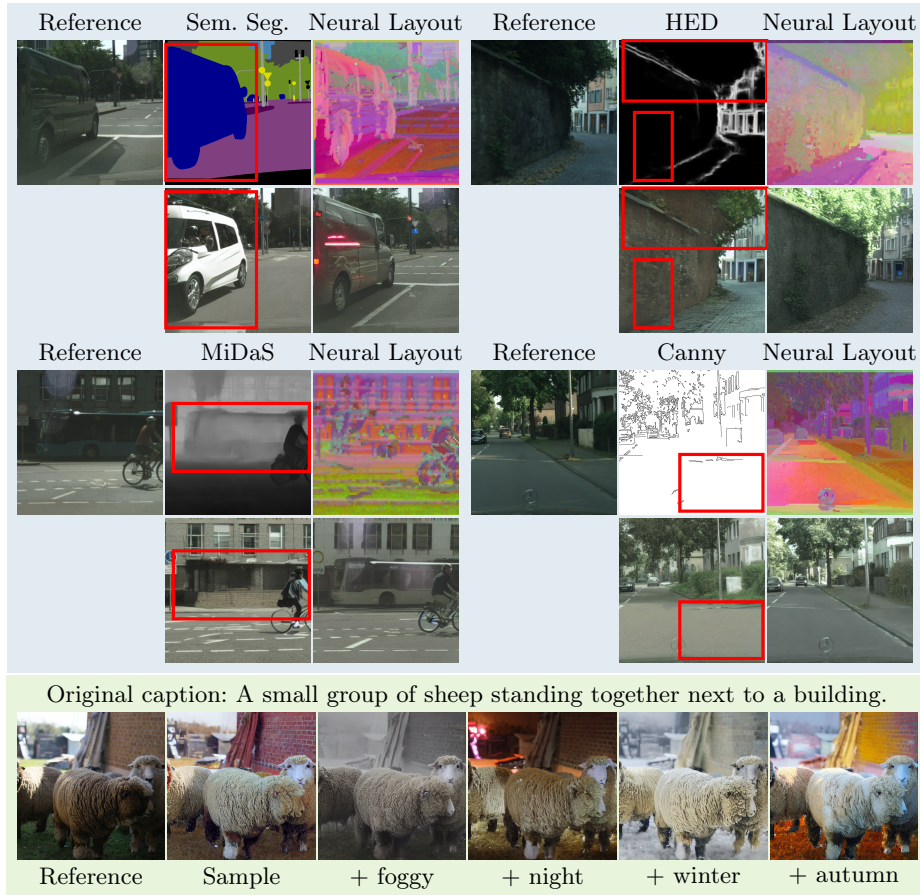 Reference Sem. Seg. Neural Layout Reference HED Neural Layout
Reference MiDaS Neural Layout Reference Canny Neural Layout
Original caption: A small group of sheep standing together next to a building.
Reference Sample + foggy + night + winter + autumn